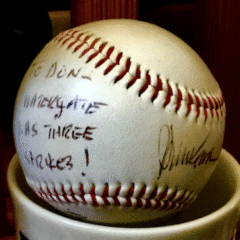 TO DON-
WATERGATE
WAS THREE
STRIKES!